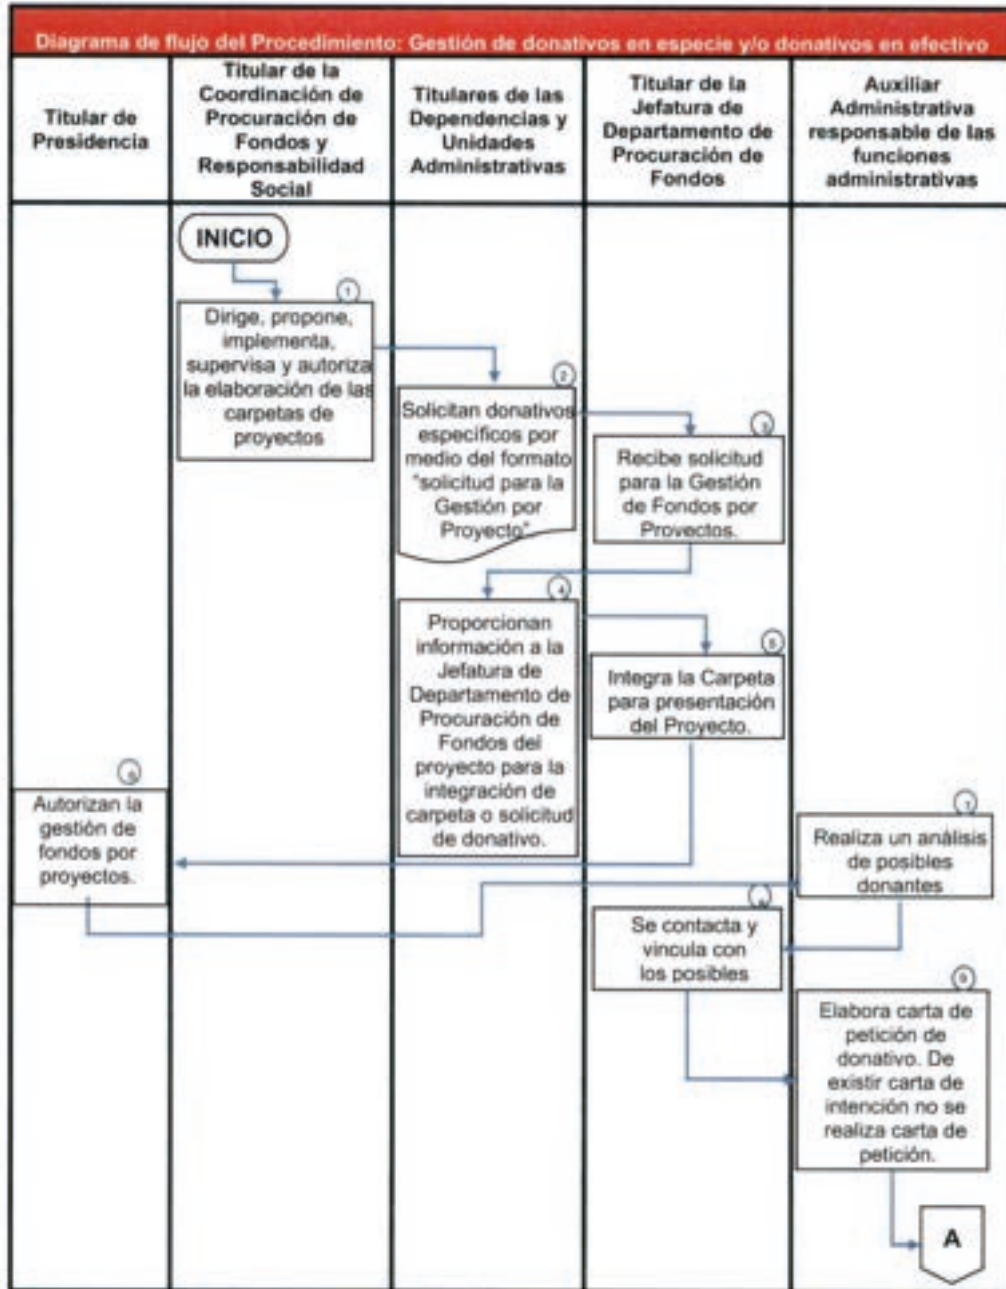 Diagrama de flujo del Procedimiento: Gestión de donativos en especie y/o donativos en efectivo
Titular de
Presidencia
Titular de la
Coordinación de
Procuración de
Fondos y
Responsabilidad
Social
Titulares de las
Dependencias y
Unidades
Administrativas
Titular de la
Jefatura de
Departamento de
Procuración de
Fondos
Auxiliar
Administrativa
responsable de las
funciones
administrativas
INICIO
1
Dirige, propone,
implementa,
supervisa y autoriza
la elaboración de las
carpetas de
proyectos
2
Solicitan donativos
específicos por
medio del formato
"solicitud para la
Gestión por
Proyecto"
3
Recibe solicitud
para la Gestión
de Fondos por
Proyectos.
4
Proporcionan
información a la
Jefatura de
Departamento de
Procuración de
Fondos del
proyecto para la
integración de
carpeta o solicitud
de donativo.
5
Integra la Carpeta
para presentación
del Proyecto.
Autorizan la
gestión de
fondos por
proyectos.
Realiza un análisis
de posibles
donantes
Se contacta y
vincula con
los posibles
9
Elabora carta de
petición de
donativo. De
existir carta de
intención no se
realiza carta de
petición.
A